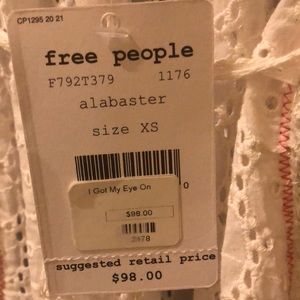 CP1295 20 21
free people
F792T379 1176
alabaster
size XS
0
I Got My Eye On
$98.00
suggested retail price
$98.00